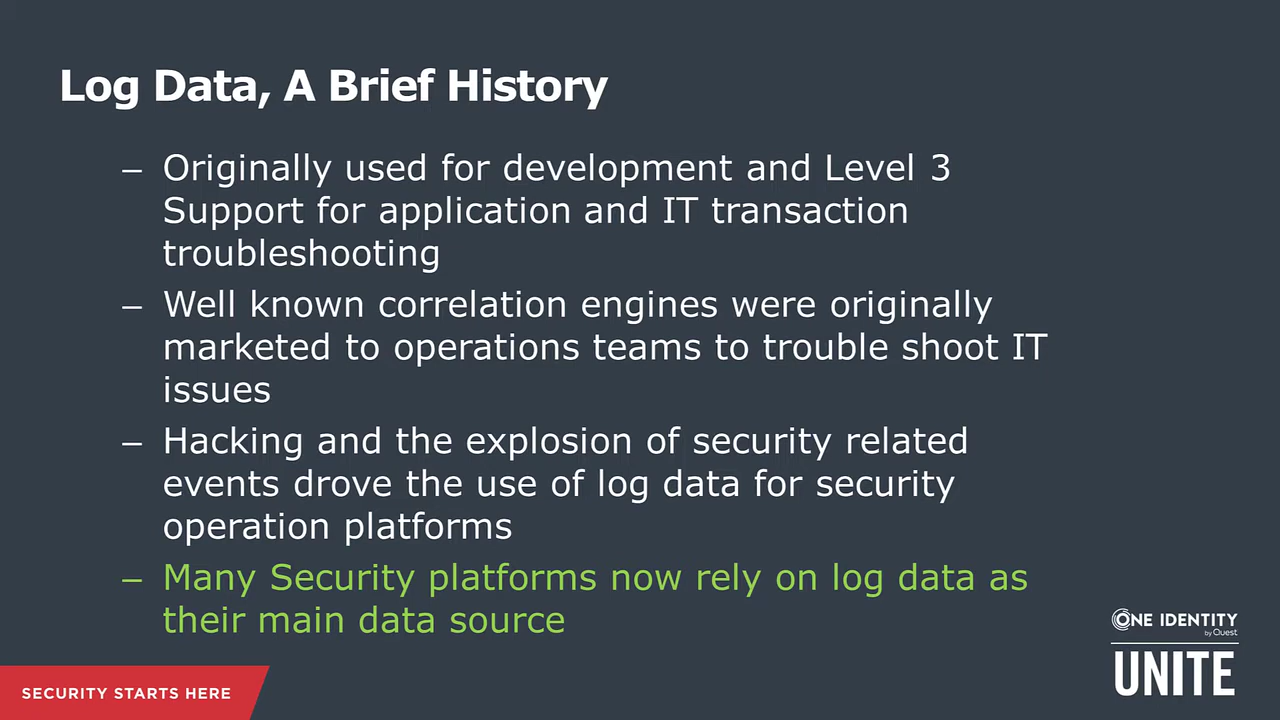 Log Data, A Brief History
– Originally used for development and Level 3
Support for application and IT transaction
troubleshooting
– Well known correlation engines were originally
marketed to operations teams to trouble shoot IT
issues
– Hacking and the explosion of security related
events drove the use of log data for security
operation platforms
– Many Security platforms now rely on log data as
their main data source
ONE IDENTITY
by Quest
UNITE
SECURITY STARTS HERE